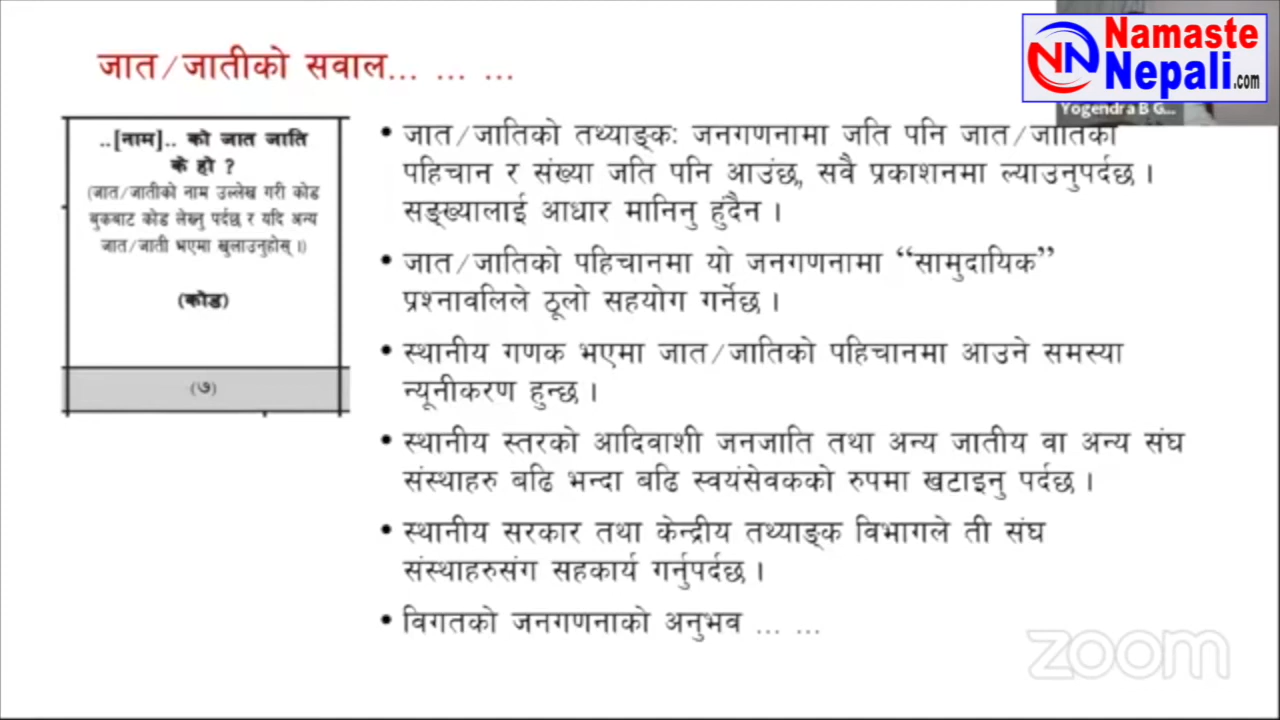 जात/जातीको सवाल... ... ...
Namaste
Nepali.com
Yogendra B G...
..[नाम].. को जात जाति
के हो ?
(जात/जातीको नाम उल्लेख गरी कोड
बुकबाट कोड लेख्नु पर्दछ र यदि अन्य
जात/जाती भएमा खुलाउनुहोस् ।)
(कोड)
(७)
• जात/जातिको तथ्याङ्कः जनगणनामा जति पनि जात/जातिको
पहिचान र संख्या जति पनि आउंछ, सवै प्रकाशनमा ल्याउनुपर्दछ ।
सङ्ख्यालाई आधार मानिनु हुंदैन ।
• जात/जातिको पहिचानमा यो जनगणनामा “सामुदायिक”
प्रश्नावलिले ठूलो सहयोग गर्नेछ ।
• स्थानीय गणक भएमा जात/जातिको पहिचानमा आउने समस्या
न्यूनीकरण हुन्छ ।
• स्थानीय स्तरको आदिवाशी जनजाति तथा अन्य जातीय वा अन्य संघ
संस्थाहरु बढि भन्दा बढि स्वयंसेवकको रुपमा खटाइनु पर्दछ ।
• स्थानीय सरकार तथा केन्द्रीय तथ्याङ्क विभागले ती संघ
संस्थाहरुसंग सहकार्य गर्नुपर्दछ ।
• विगतको जनगणनाको अनुभव ... ...
zoom